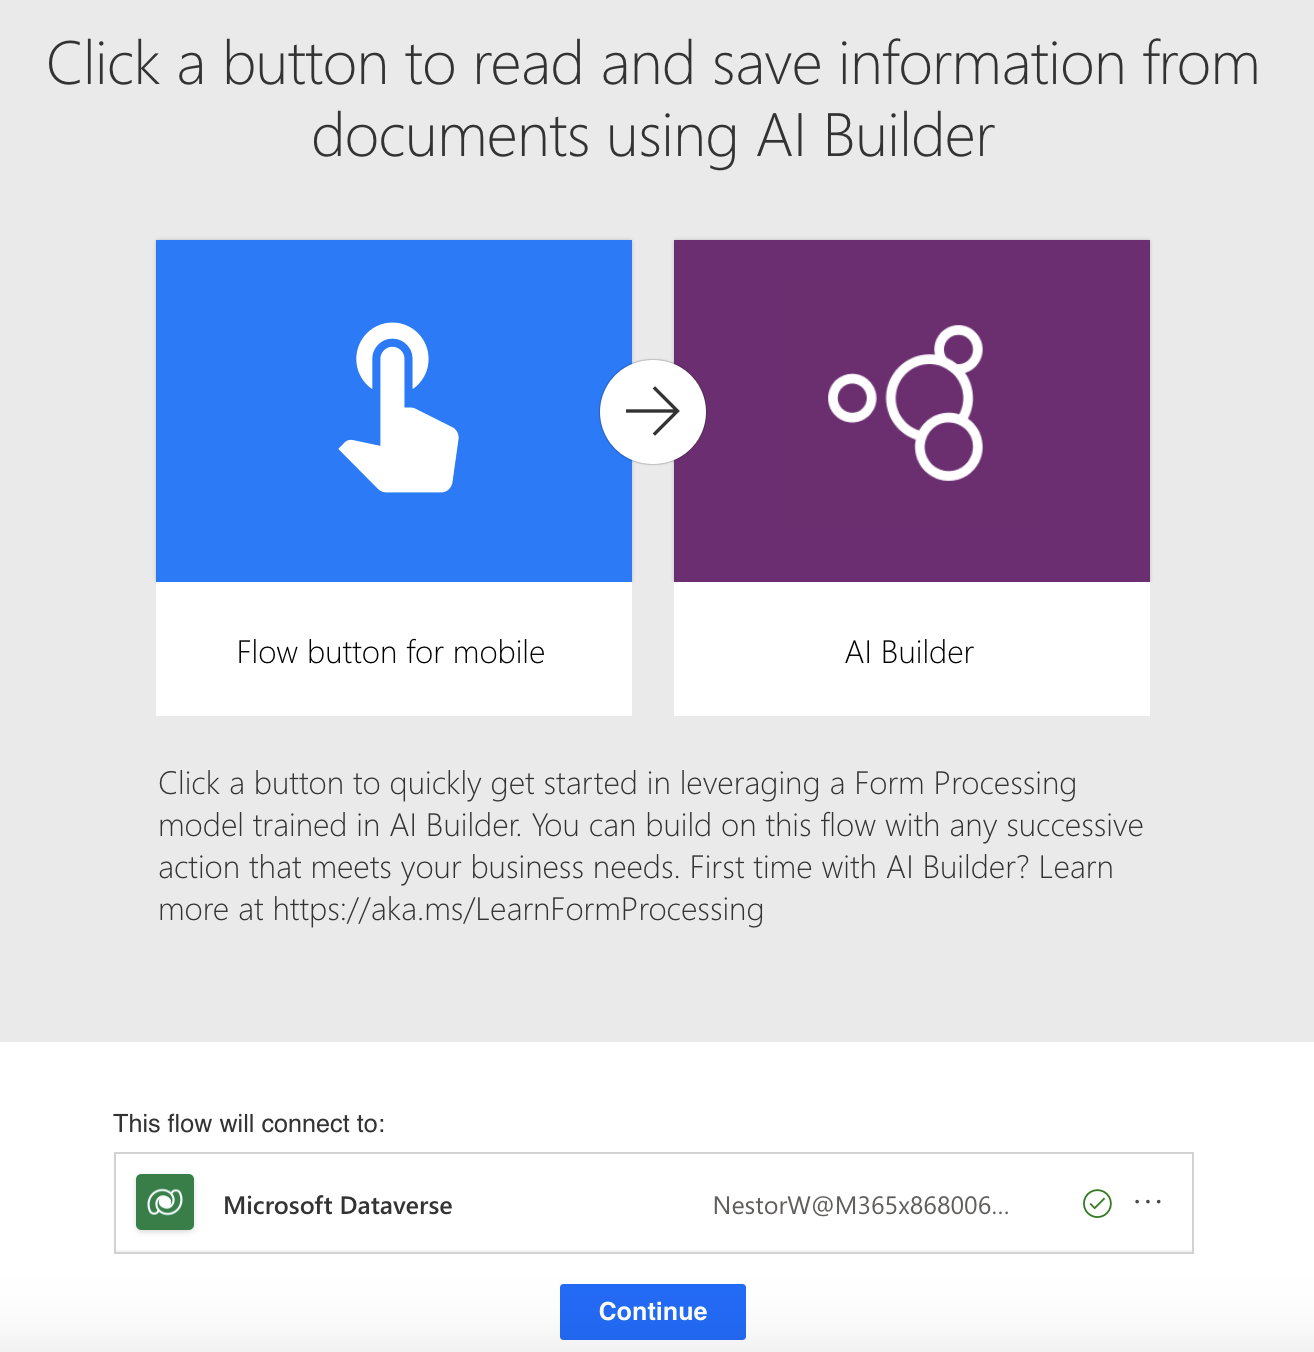 Click a button to read and save information from
documents using AI Builder
Flow button for mobile
AI Builder
Click a button to quickly get started in leveraging a Form Processing
model trained in AI Builder. You can build on this flow with any successive
action that meets your business needs. First time with AI Builder? Learn
more at https://aka.ms/LearnFormProcessing
This flow will connect to:
Microsoft Dataverse NestorW@M365x868006...
Continue